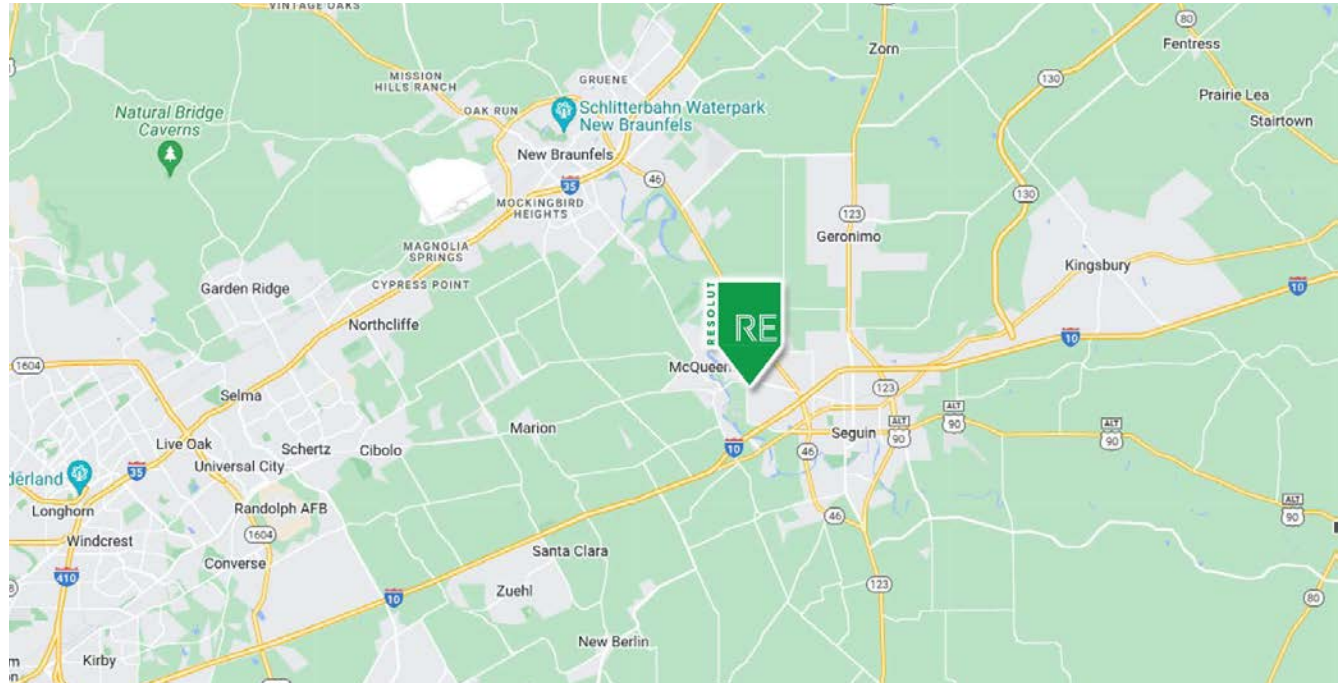 VINTAGE OAKS
80
Fentress
Zorn
MISSION
HILLS RANCH
GRUENE
130
Prairie Lea
Natural Bridge
Caverns
OAK RUN
Schlitterbahn Waterpark
New Braunfels
Stairtown
New Braunfels
35
46
130
MOCKINGBIRD
HEIGHTS
123
Geronimo
MAGNOLIA
SPRINGS
Kingsbury
CYPRESS POINT
10
Garden Ridge
RESOLUT
RE
Northcliffe
10
1604
McQueen
123
Selma
ALT
90
Marion
ALT
90
ALT
90
Live Oak
Schertz
Cibolo
Seguin
10
46
Universal City
35
Longhorn
Randolph AFB
ALT
90
46
1604
Windcrest
Santa Clara
Converse
410
123
Zuehl
10
80
New Berlin
Kirby